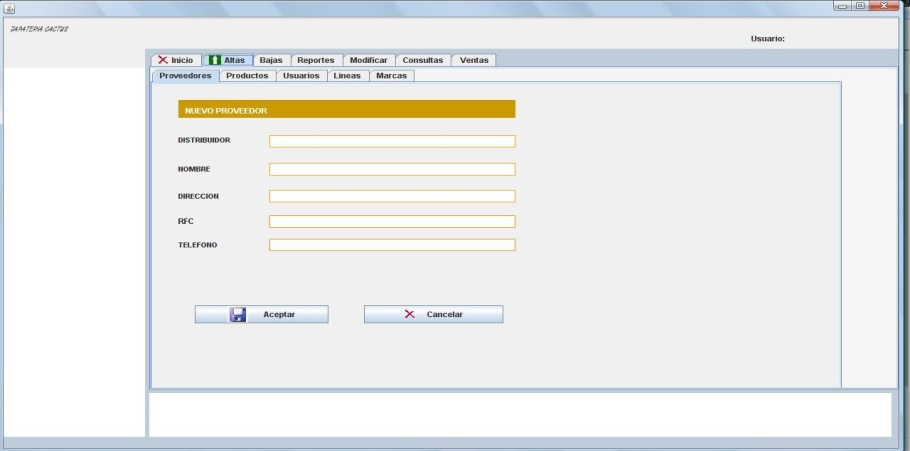 ZAPATERIA CACTUS
Usuario:
Inicio Altas Bajas Reportes Modificar Consultas Ventas
Proveedores Productos Usuarios Lineas Marcas
NUEVO PROVEEDOR
DISTRIBUIDOR
NOMBRE
DIRECCION
RFC
TELEFONO
Aceptar Cancelar